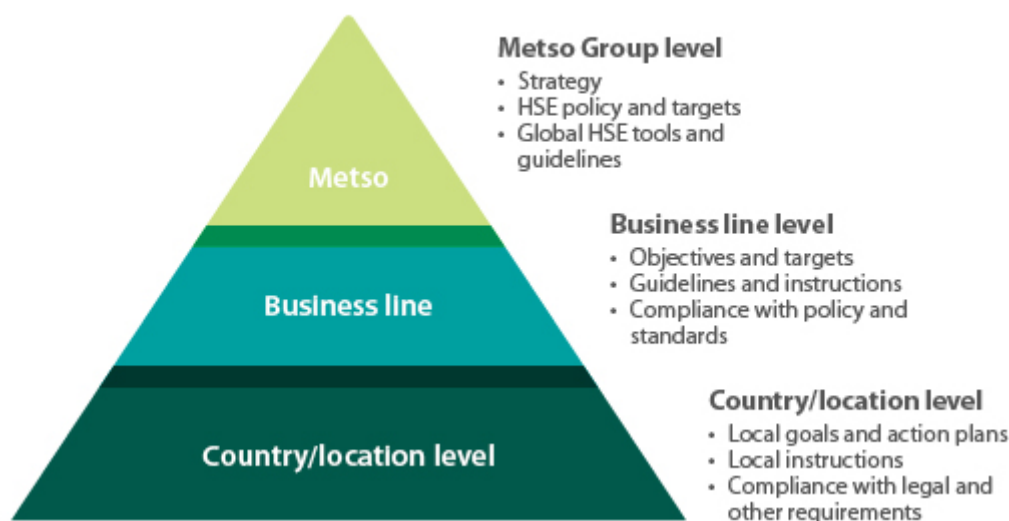 Metso Group level
• Strategy
• HSE policy and targets
• Global HSE tools and
guidelines
Metso
Business line level
• Objectives and targets
• Guidelines and instructions
• Compliance with policy and
standards
Business line
Country/location level
• Local goals and action plans
• Local instructions
• Compliance with legal and
other requirements
Country/location level